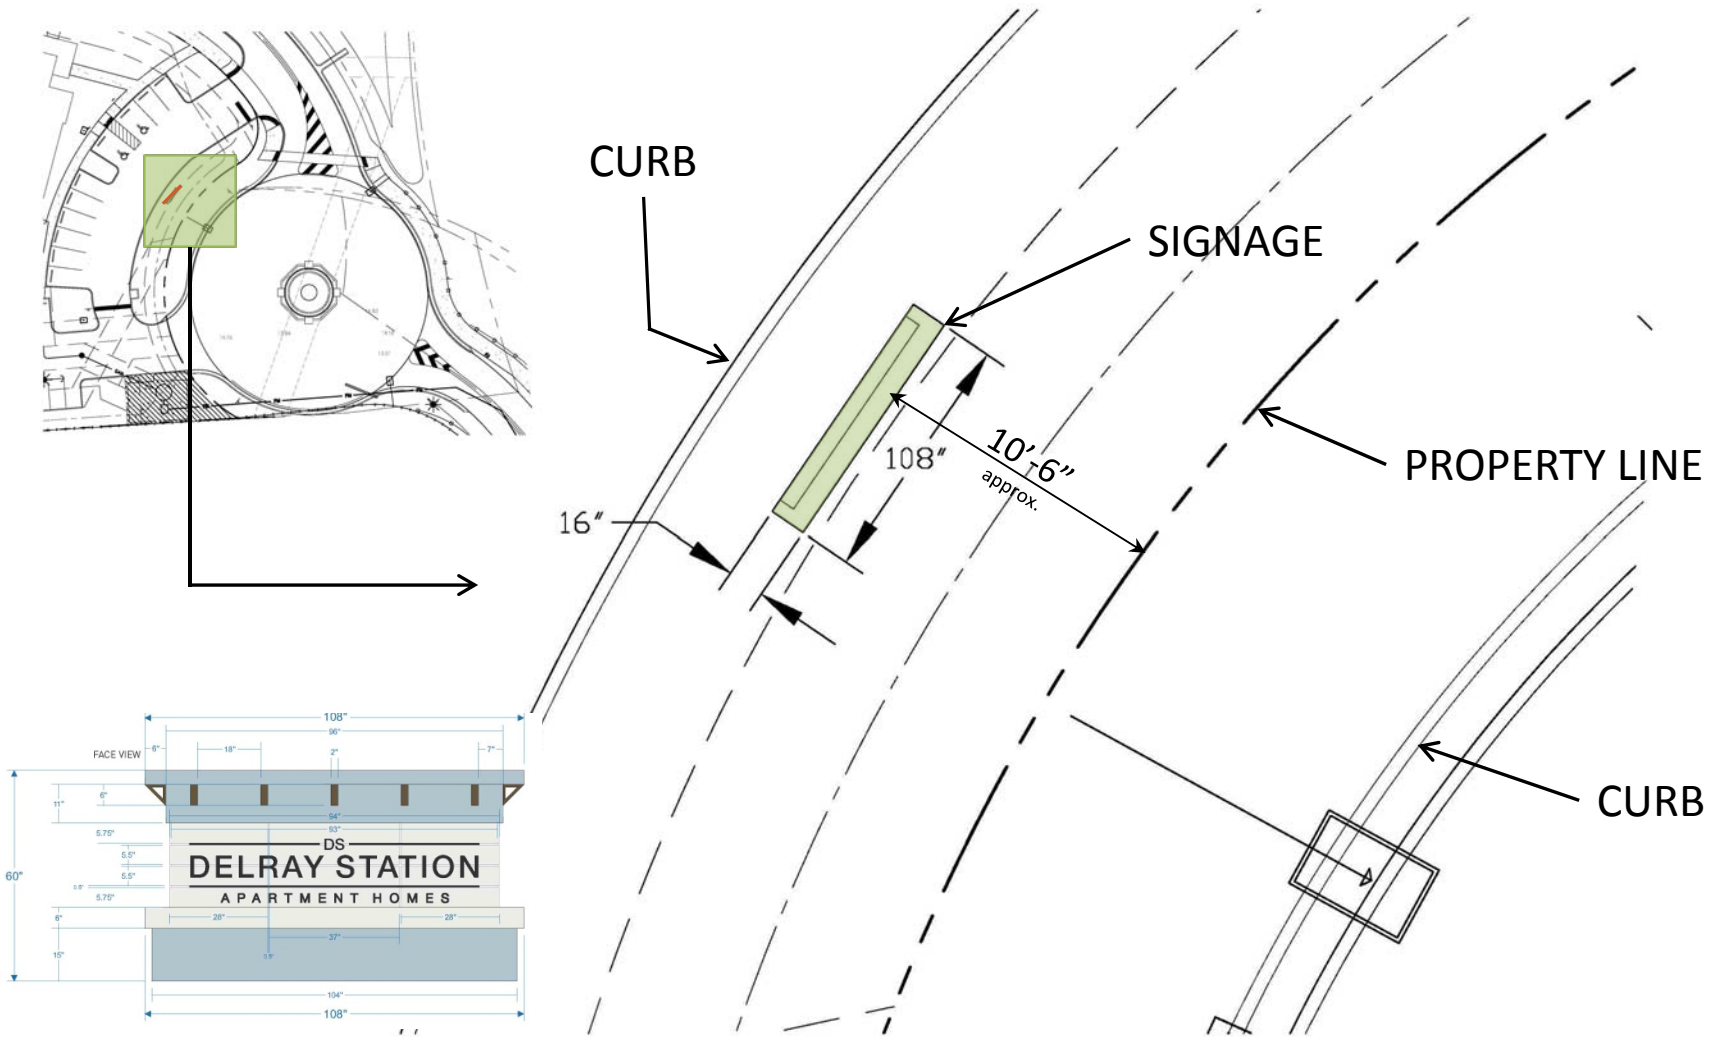 CURB
SIGNAGE
10’-6”
approx.
108"
16"
PROPERTY LINE
CURB
108"
96"
FACE VIEW
6"
18"
2"
7"
60"
11"
6"
94"
93"
5.75"
5.5"
5.5"
5.75"
DS
DELRAY STATION
APARTMENT HOMES
6"
28"
28"
37"
15"
104"
108"